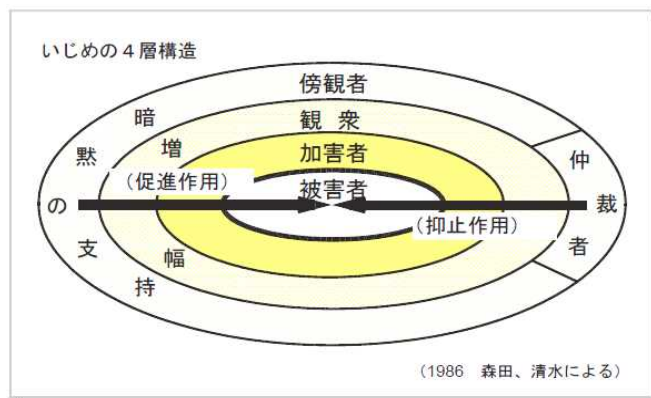 いじめの４層構造
傍観者
観衆
加害者
被害者
暗黙の支持
増幅
（促進作用）
（抑止作用）
仲裁者
（1986　森田、清水による）